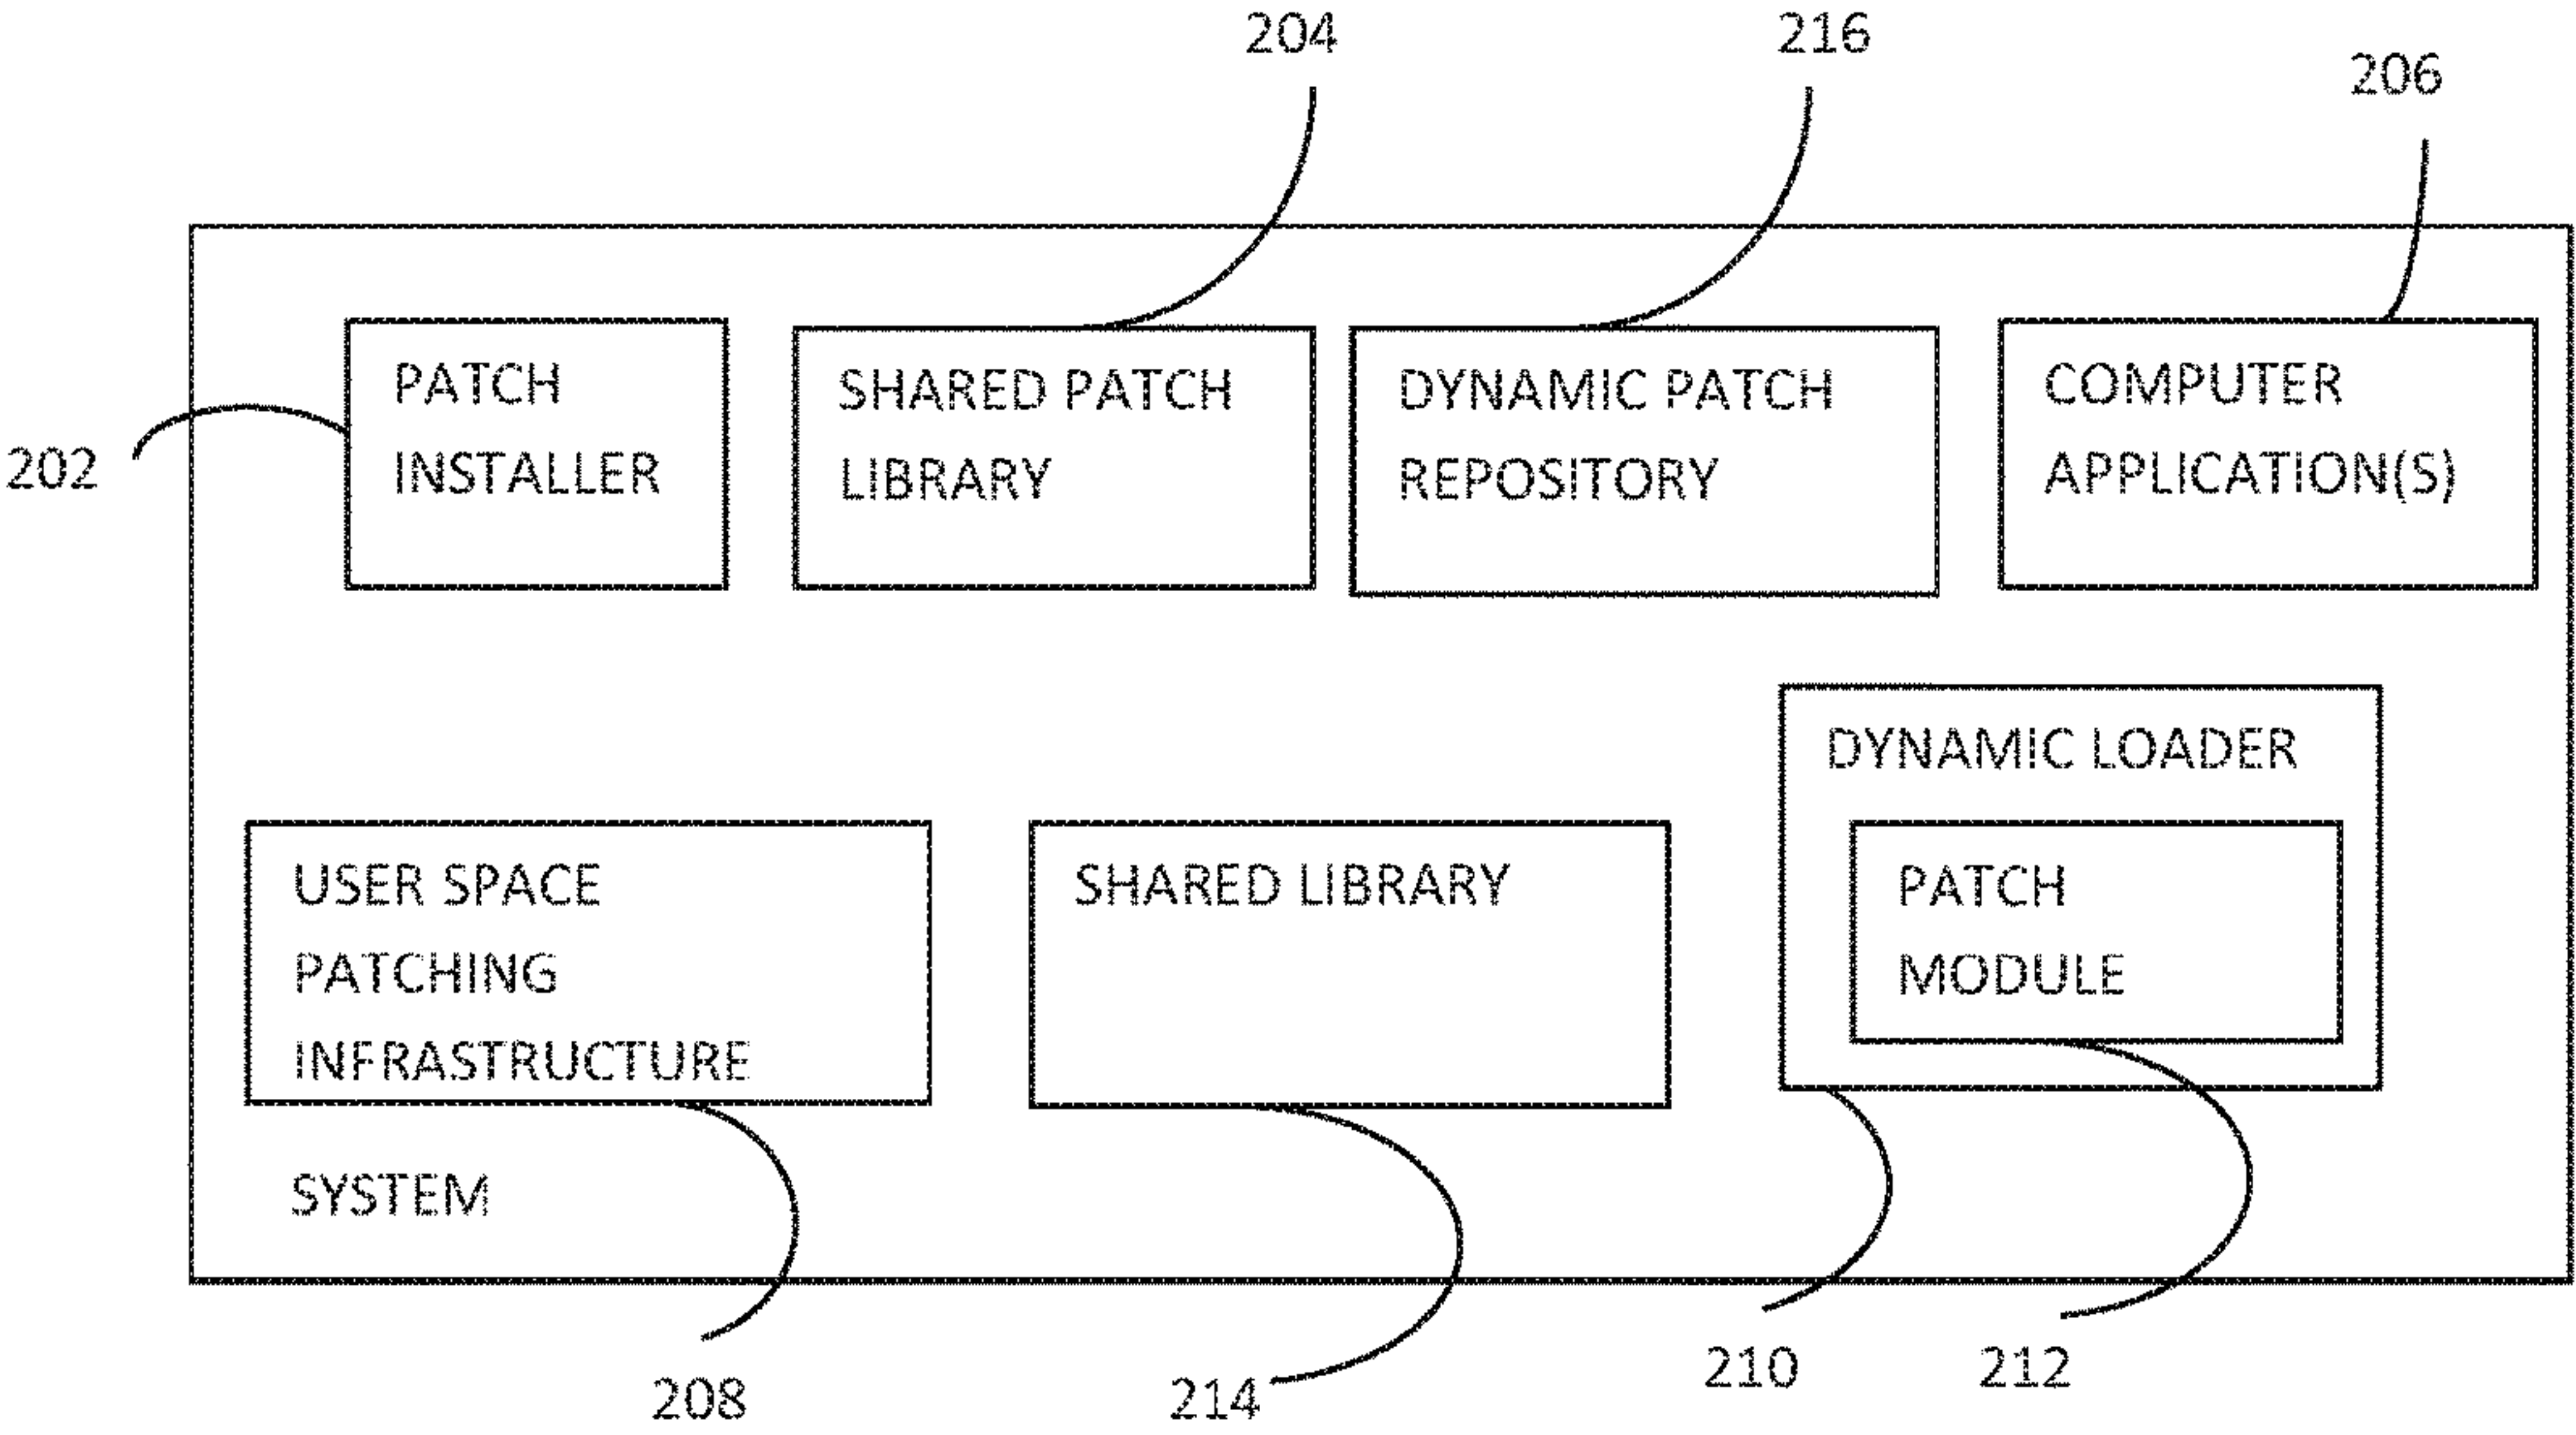 204
216
206
PATCH
INSTALLER
SHARED PATCH
LIBRARY
DYNAMIC PATCH
REPOSITORY
COMPUTER
APPLICATION(S)
202
DYNAMIC LOADER
PATCH
MODULE
USER SPACE
PATCHING
INFRASTRUCTURE
SHARED LIBRARY
SYSTEM
208
214
210
212